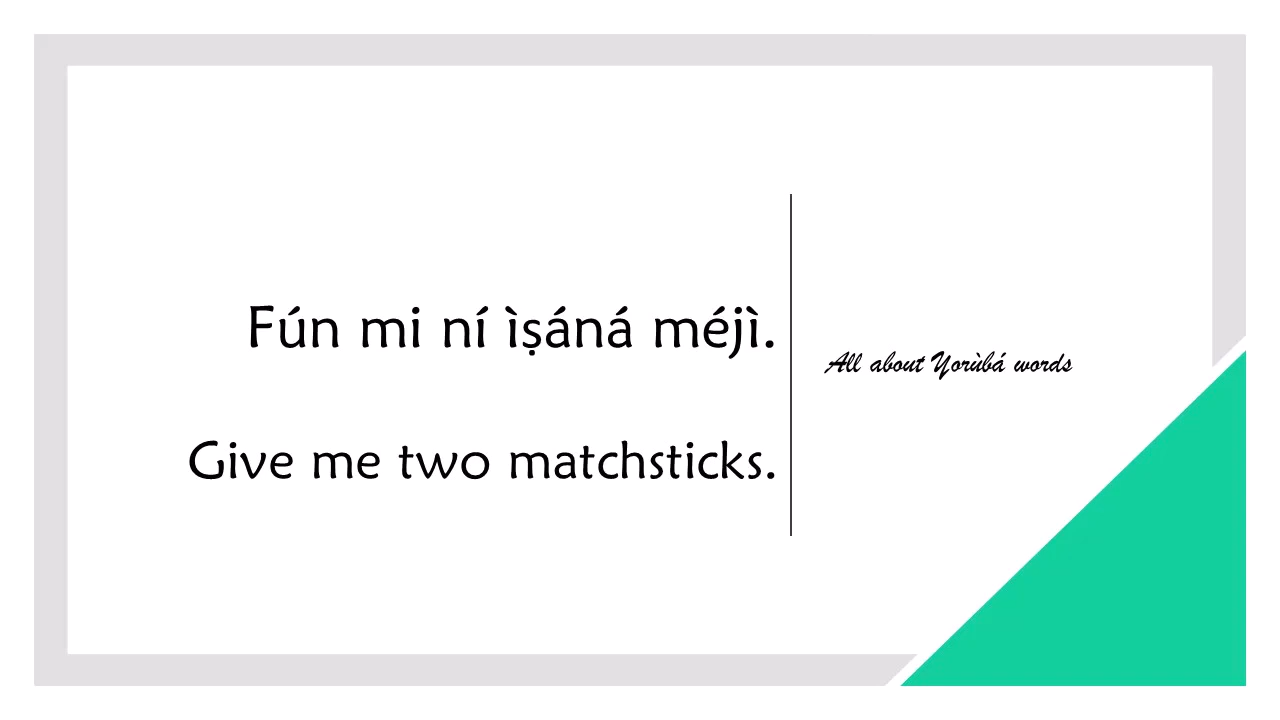 Fún mi ní ìṣáná méjì.
Give me two matchsticks.
All about Yorùbá words